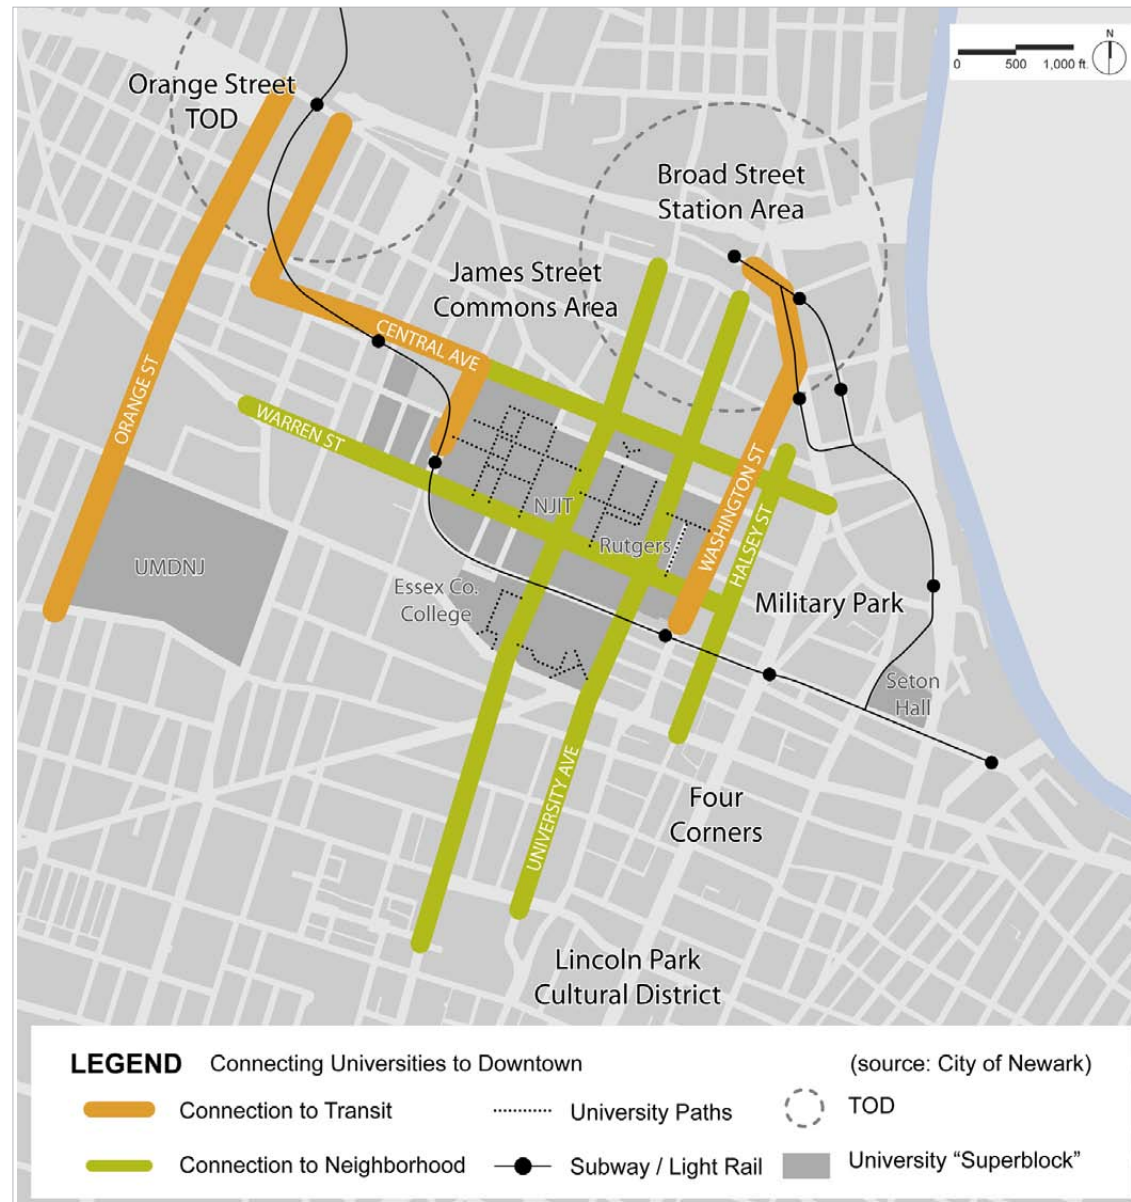 N
0 500 1,000 ft.
Orange Street
TOD
Broad Street
Station Area
James Street
Commons Area
CENTRAL AVE
ORANGE ST
WARREN ST
WASHINGTON ST
HALSEY ST
NJIT
Rutgers
UMDNJ
Essex Co.
College
Military Park
Seton
Hall
UNIVERSITY AVE
Four
Corners
Lincoln Park
Cultural District
LEGEND Connecting Universities to Downtown (source: City of Newark)
Connection to Transit University Paths TOD
Connection to Neighborhood Subway / Light Rail University “Superblock”